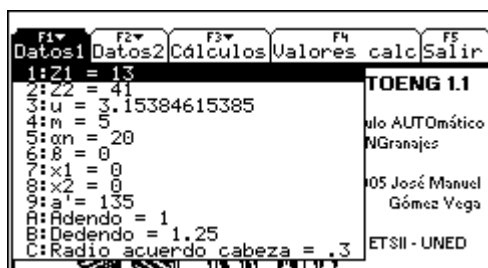 F1▾ F2▾ F3▾ F4 F5
Datos1 Datos2 Cálculos Valores calc Salir
1:Z1 = 13
2:Z2 = 41
3:u = 3.15384615385
4:m = 5
5:αn = 20
6:β = 0
7:x1 = 0
8:x2 = 0
9:a'= 135
A:Adendo = 1
B:Dedendo = 1.25
C:Radio acuerdo cabeza = .3
TOENG 1.1
ulo AUTOmático
NGranajes
05 José Manuel
Gómez Vega
ETSII - UNED